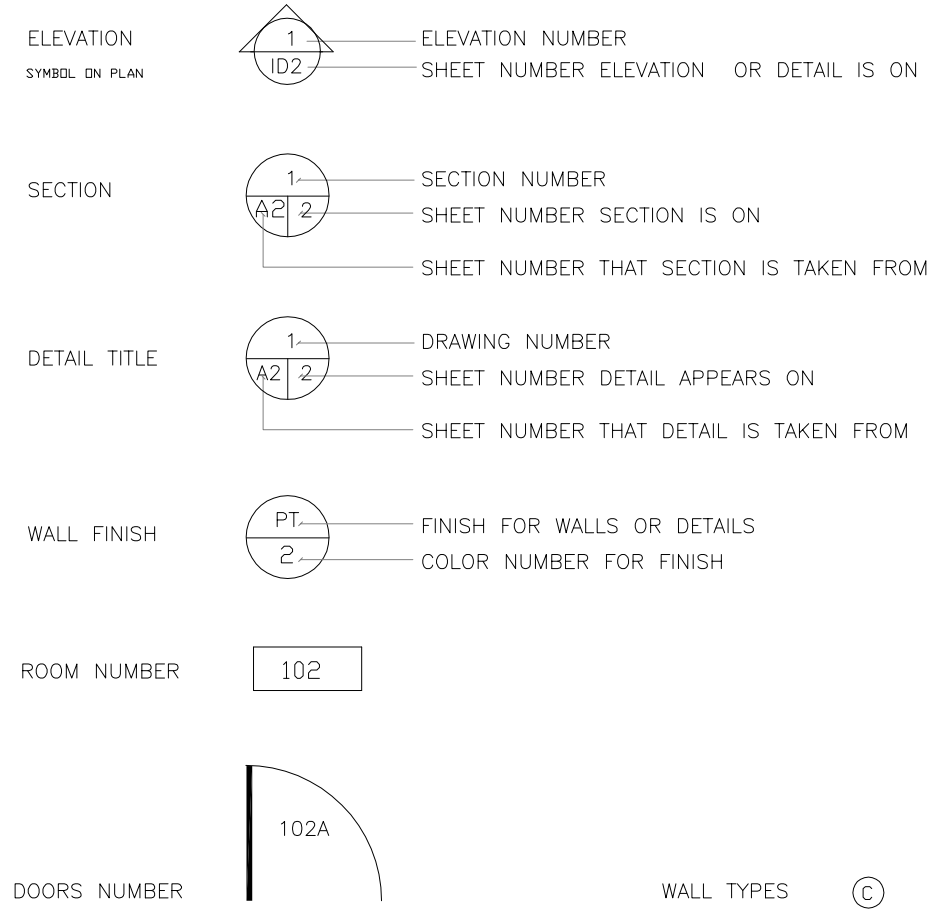 ELEVATION
SYMBOL ON PLAN
1
ID2
ELEVATION NUMBER
SHEET NUMBER ELEVATION OR DETAIL IS ON
SECTION
1
A2 2
SECTION NUMBER
SHEET NUMBER SECTION IS ON
SHEET NUMBER THAT SECTION IS TAKEN FROM
DETAIL TITLE
1
A2 2
DRAWING NUMBER
SHEET NUMBER DETAIL APPEARS ON
SHEET NUMBER THAT DETAIL IS TAKEN FROM
WALL FINISH
PT
2
FINISH FOR WALLS OR DETAILS
COLOR NUMBER FOR FINISH
ROOM NUMBER
102
102A
DOORS NUMBER
WALL TYPES
C